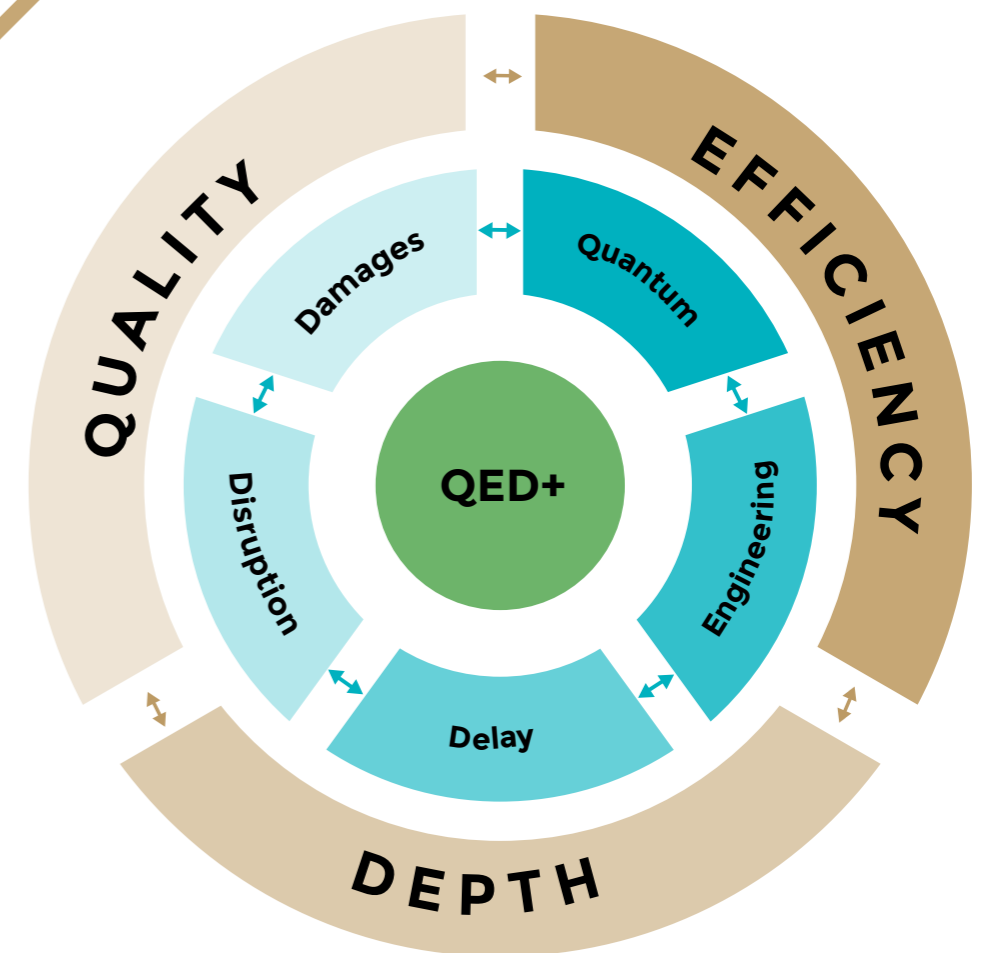 QUALITY
EFFICIENCY
DEPTH
Damages
Quantum
Engineering
Delay
Disruption
QED+